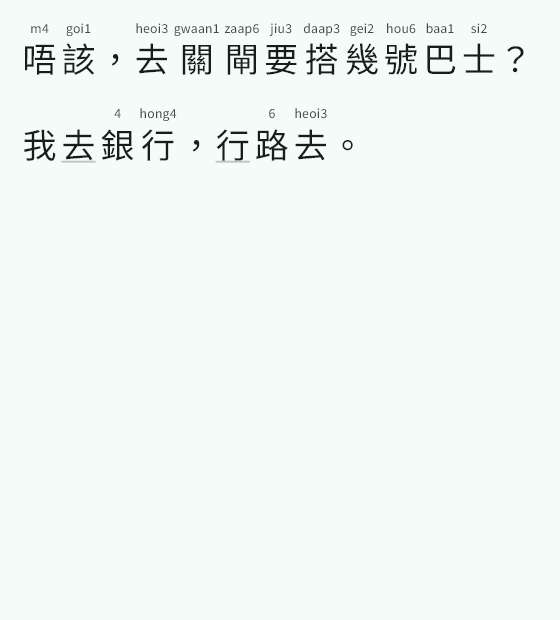 m4 goi1 heoi3 gwaan1 zaap6 jiu3 daap3 gei2 hou6 baa1 si2
唔該，去關閘要搭幾號巴士？
4 hong4 6 heoi3
我去銀行，行路去。